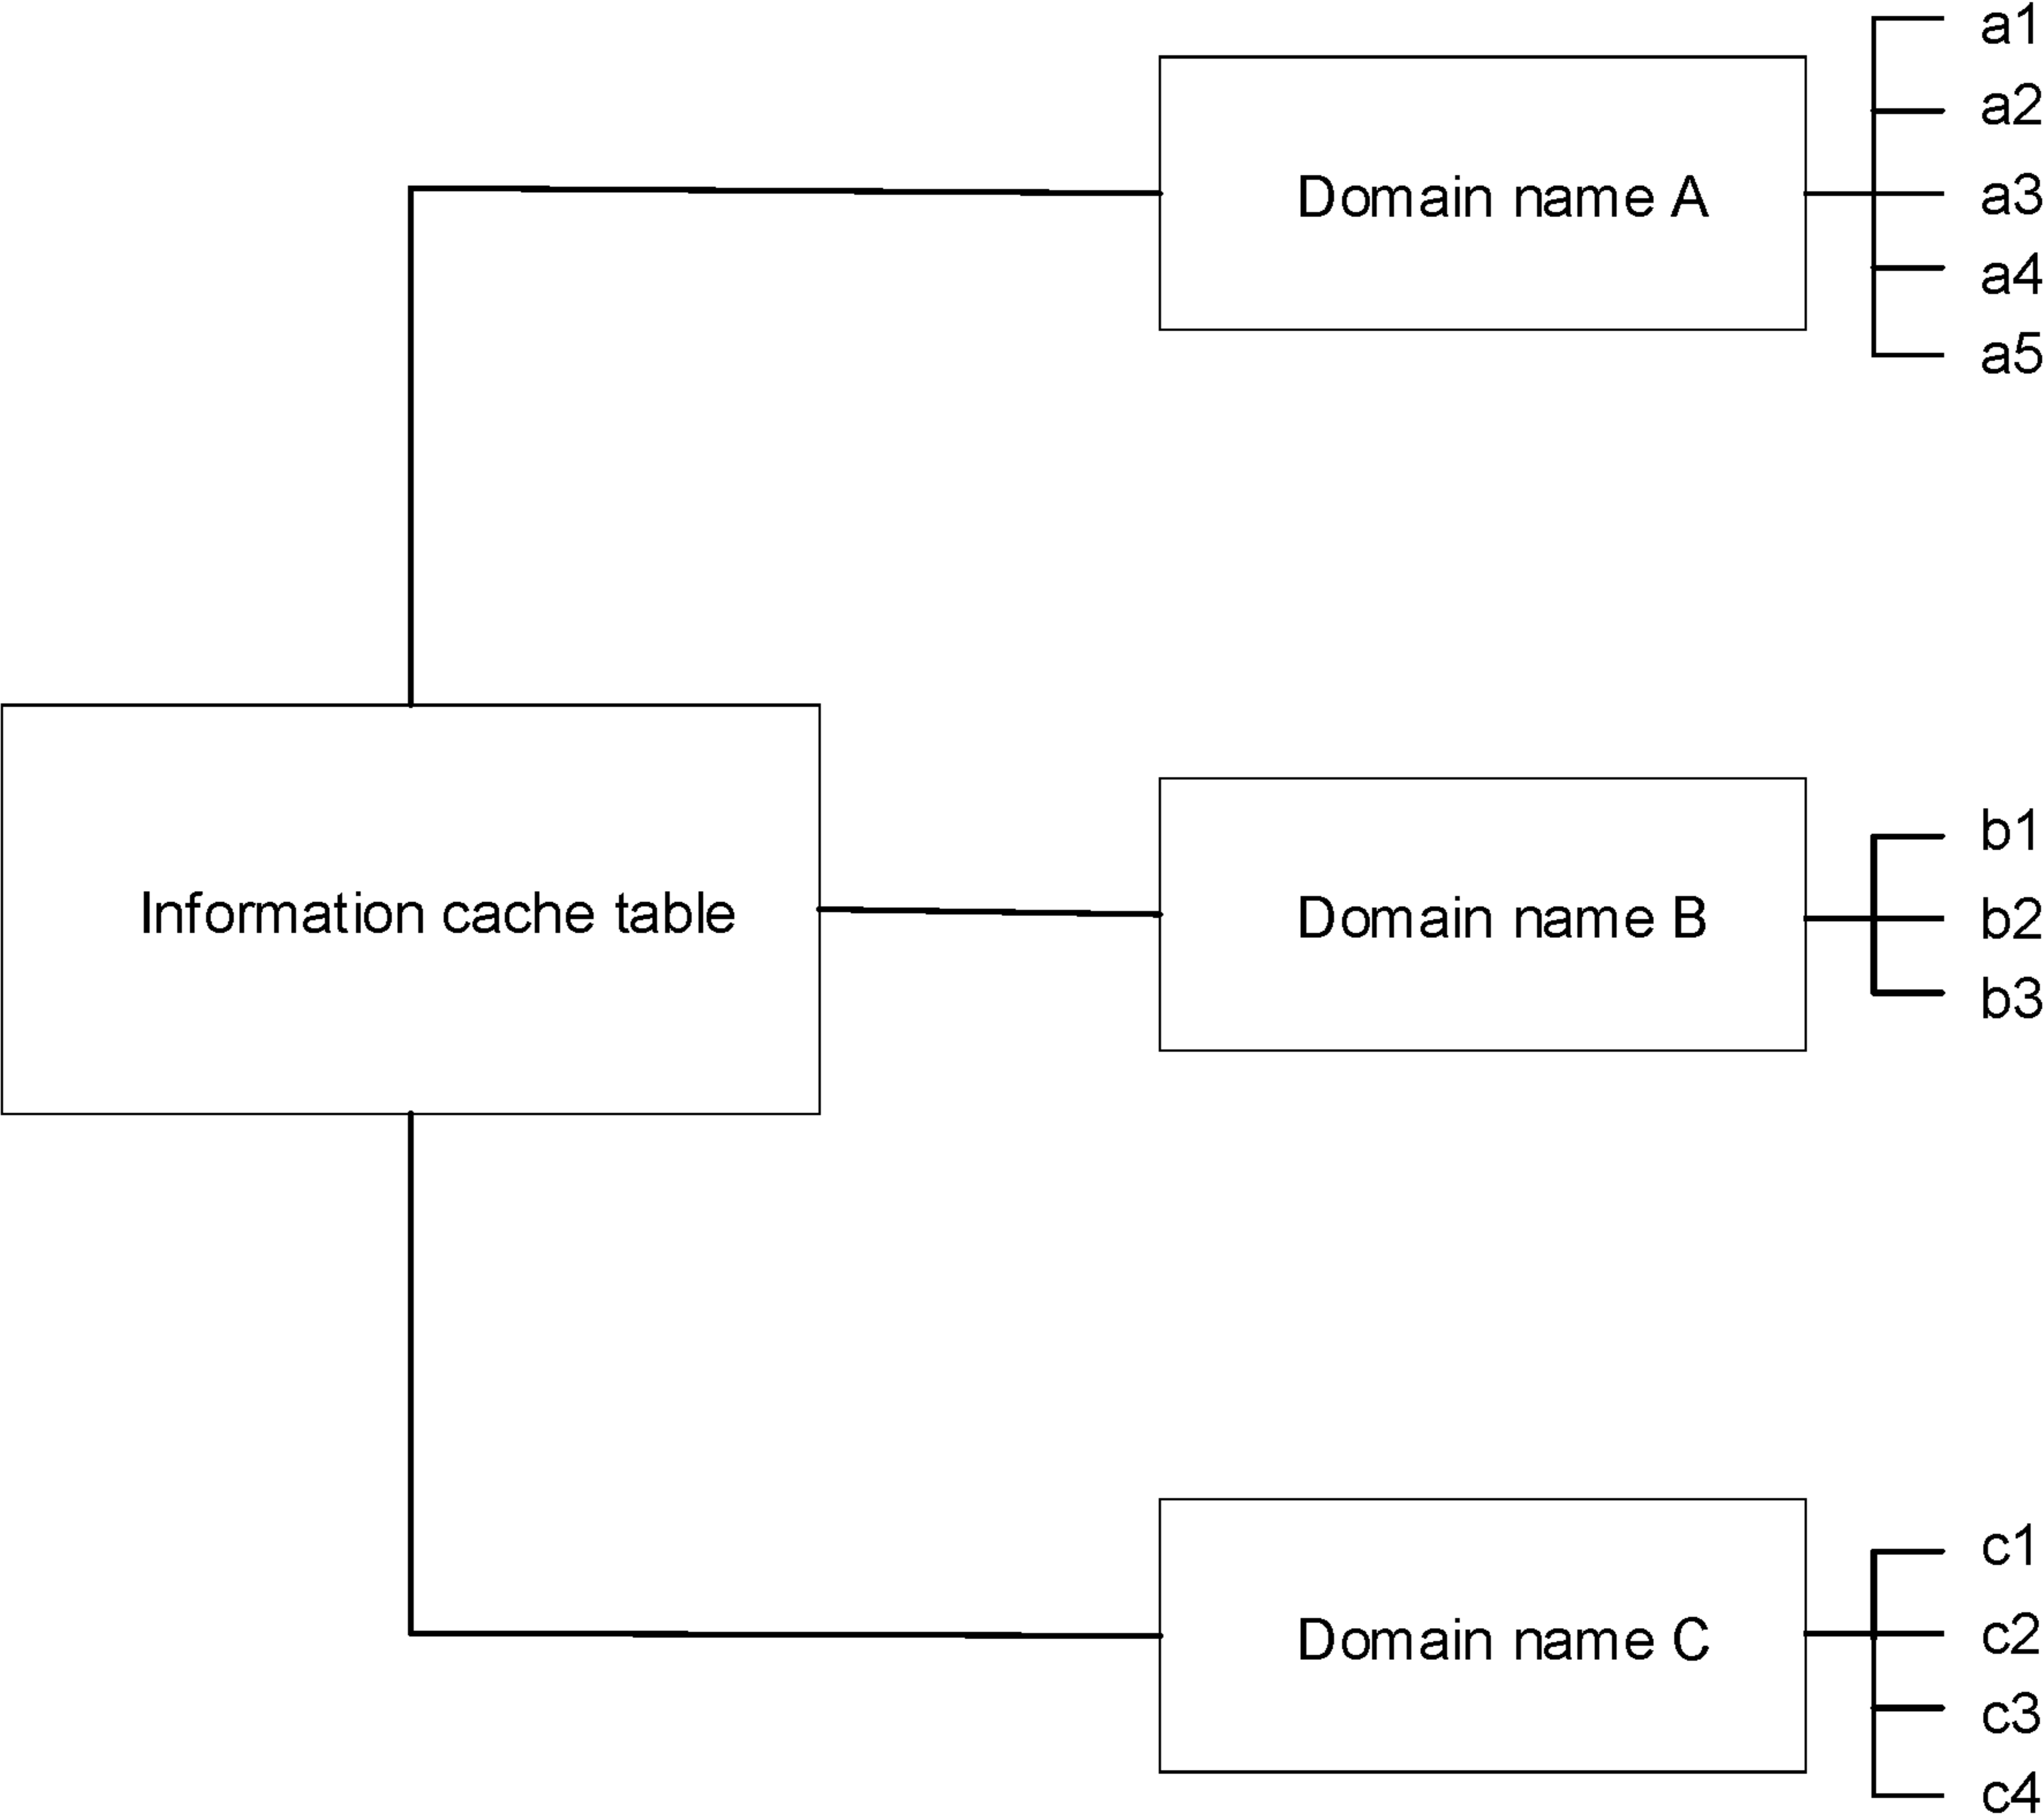 a1
a2
Domain name A
a3
a4
a5
Information cache table
Domain name B
b1
b2
b3
Domain name C
c1
c2
c3
c4